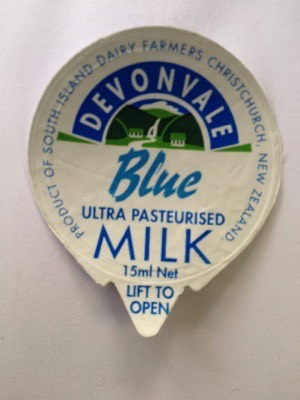 PRODUCT OF SOUTH ISLAND DAIRY FARMERS CHRISTCHURCH, NEW ZEALAND
DEVONVALE
Blue
ULTRA PASTEURISED
MILK
15ml Net
LIFT TO
OPEN